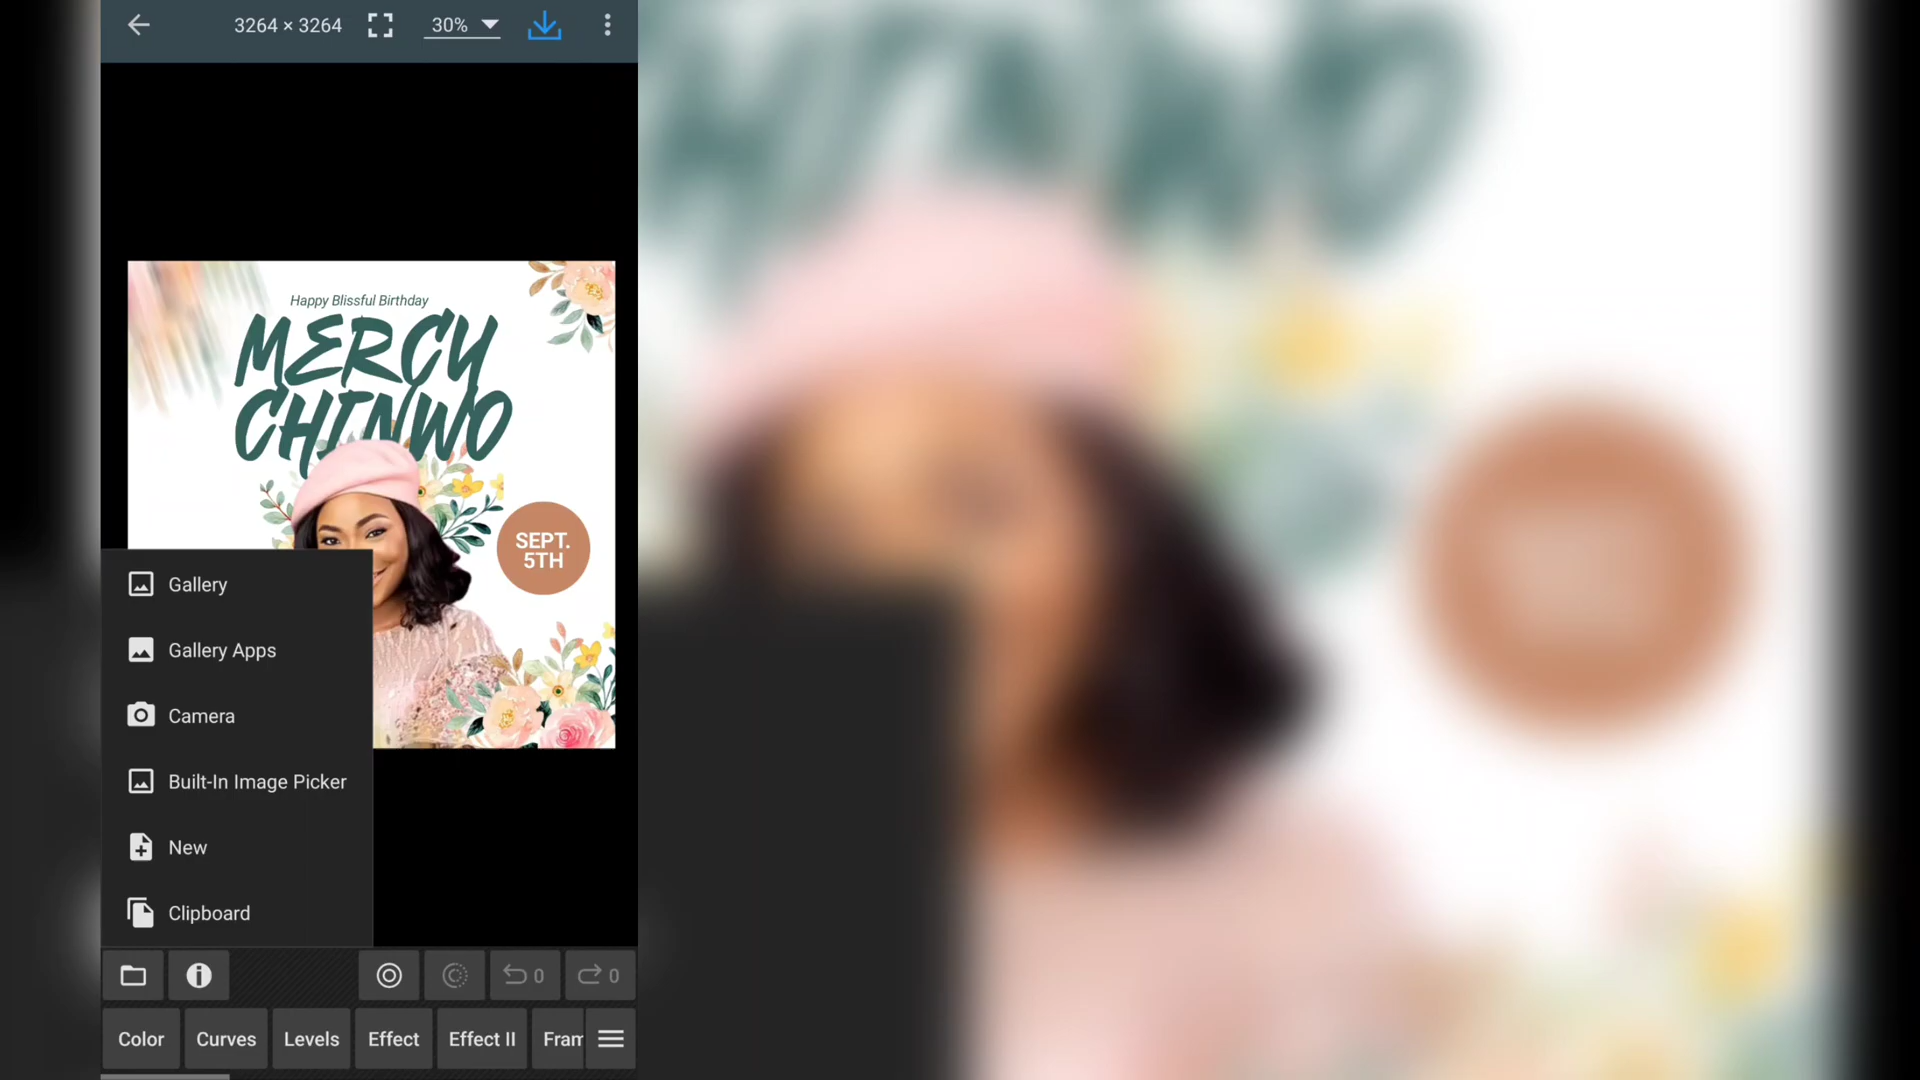 3264 × 3264
30%
Happy Blissful Birthday
MERCY
CHINWO
SEPT.
5TH
Gallery
Gallery Apps
Camera
Built-In Image Picker
New
Clipboard
0
0
Color
Curves
Levels
Effect
Effect II
Fram